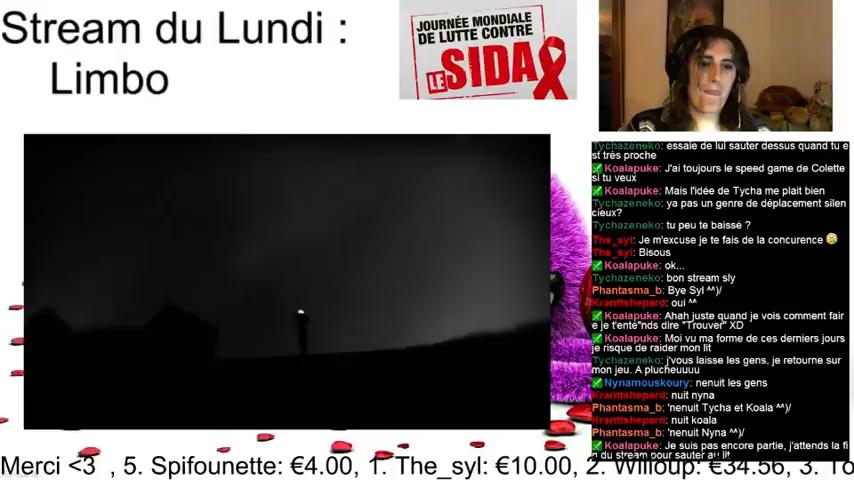 Stream du Lundi :
Limbo
JOURNÉE MONDIALE
DE LUTTE CONTRE
LE SIDA
Tychazeneko: essaie de lui sauter dessus quand tu e
st très proche
Koalapuke: J'ai toujours le speed game de Colette
si tu veux
Koalapuke: Mais l'idée de Tycha me plait bien
Tychazeneko: ya pas un genre de déplacement silen
cieux?
Tychazeneko: tu peu te baissé ?
The_syl: Je m'excuse je te fais de la concurence
The_syl: Bisous
Koalapuke: ok...
Tychazeneko: bon stream sly
Phantasma_b: Bye Syl ^^)/
Kranttshepard: oui ^^
Koalapuke: Ahah juste quand je vois comment fair
e je t'enté"nds dire "Trouver" XD
Koalapuke: Moi vu ma forme de ces derniers jours
je risque de raider mon lit
Tychazeneko: j'vous laisse les gens, je retourne sur
mon jeu. A plucheuuuu
Nynamouskoury: nenuit les gens
Kranttshepard: nuit nyna
Phantasma_b: 'nenuit Tycha et Koala ^^)/
Kranttshepard: nuit koala
Phantasma_b: 'nenuit Nyna ^^)/
Koalapuke: Je suis pas encore partie, j'attends la fi
n du stream pour sauter au lit
Merci <3 , 5. Spifounette: €4.00, 1. The_syl: €10.00, 2. Willoup: €34.56, 3. To